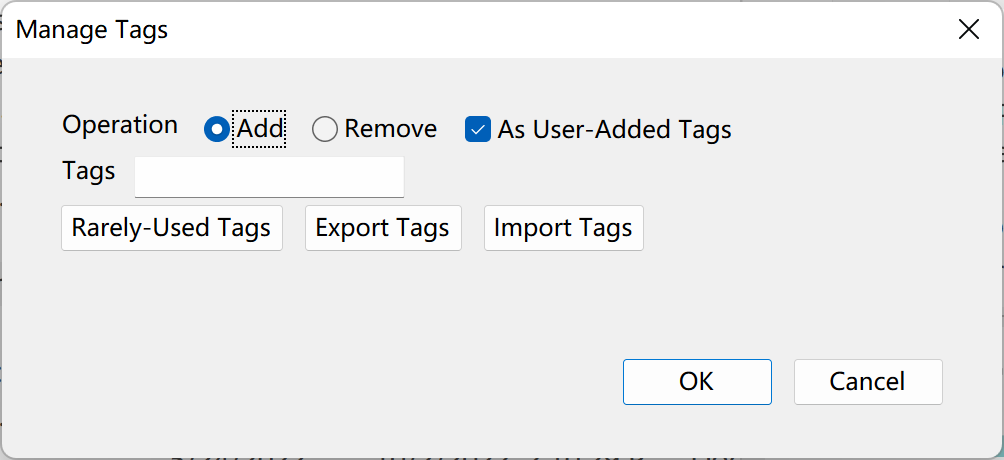 Manage Tags
Operation Add Remove As User-Added Tags
Tags
Rarely-Used Tags Export Tags Import Tags
OK Cancel